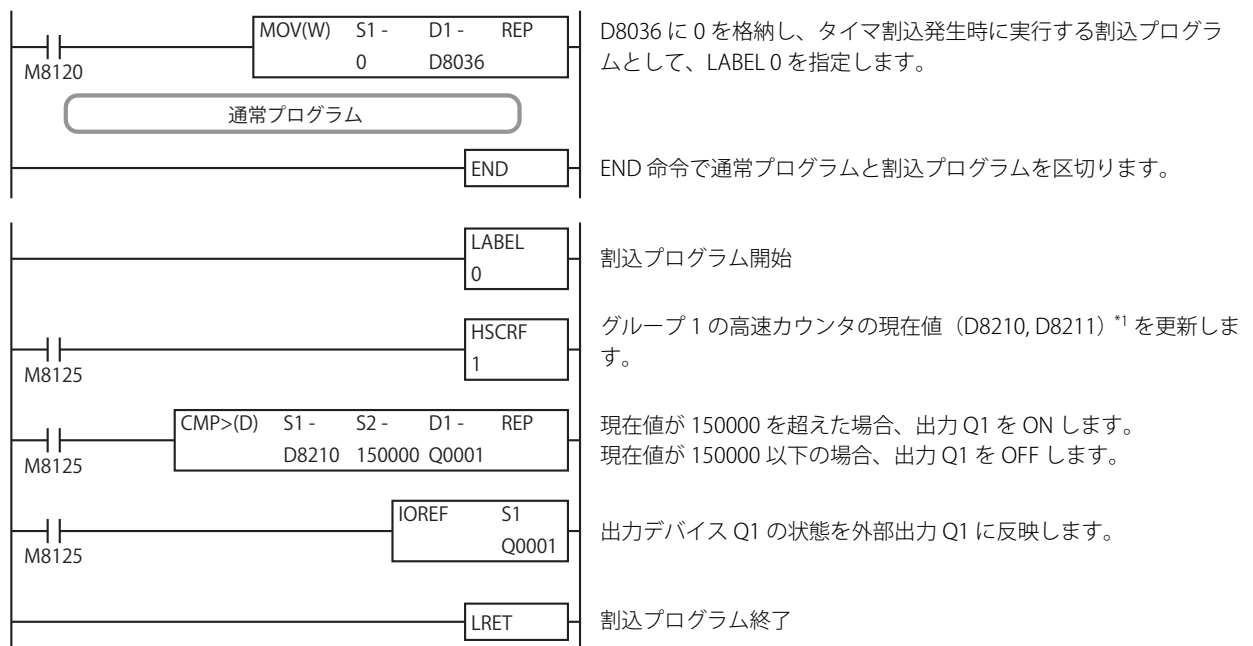 MOV(W) S1 - D1 - REP
0 D8036
M8120
D8036 に 0 を格納し、タイマ割込発生時に実行する割込プログラ
ムとして、LABEL 0 を指定します。
通常プログラム
END
END 命令で通常プログラムと割込プログラムを区切ります。
LABEL
0
割込プログラム開始
HSCRF
1
M8125
グループ 1 の高速カウンタの現在値（D8210, D8211）*1 を更新しま
す。
CMP>(D) S1 - S2 - D1 - REP
D8210 150000 Q0001
M8125
現在値が 150000 を超えた場合、出力 Q1 を ON します。
現在値が 150000 以下の場合、出力 Q1 を OFF します。
IOREF S1
Q0001
M8125
出力デバイス Q1 の状態を外部出力 Q1 に反映します。
LRET
割込プログラム終了